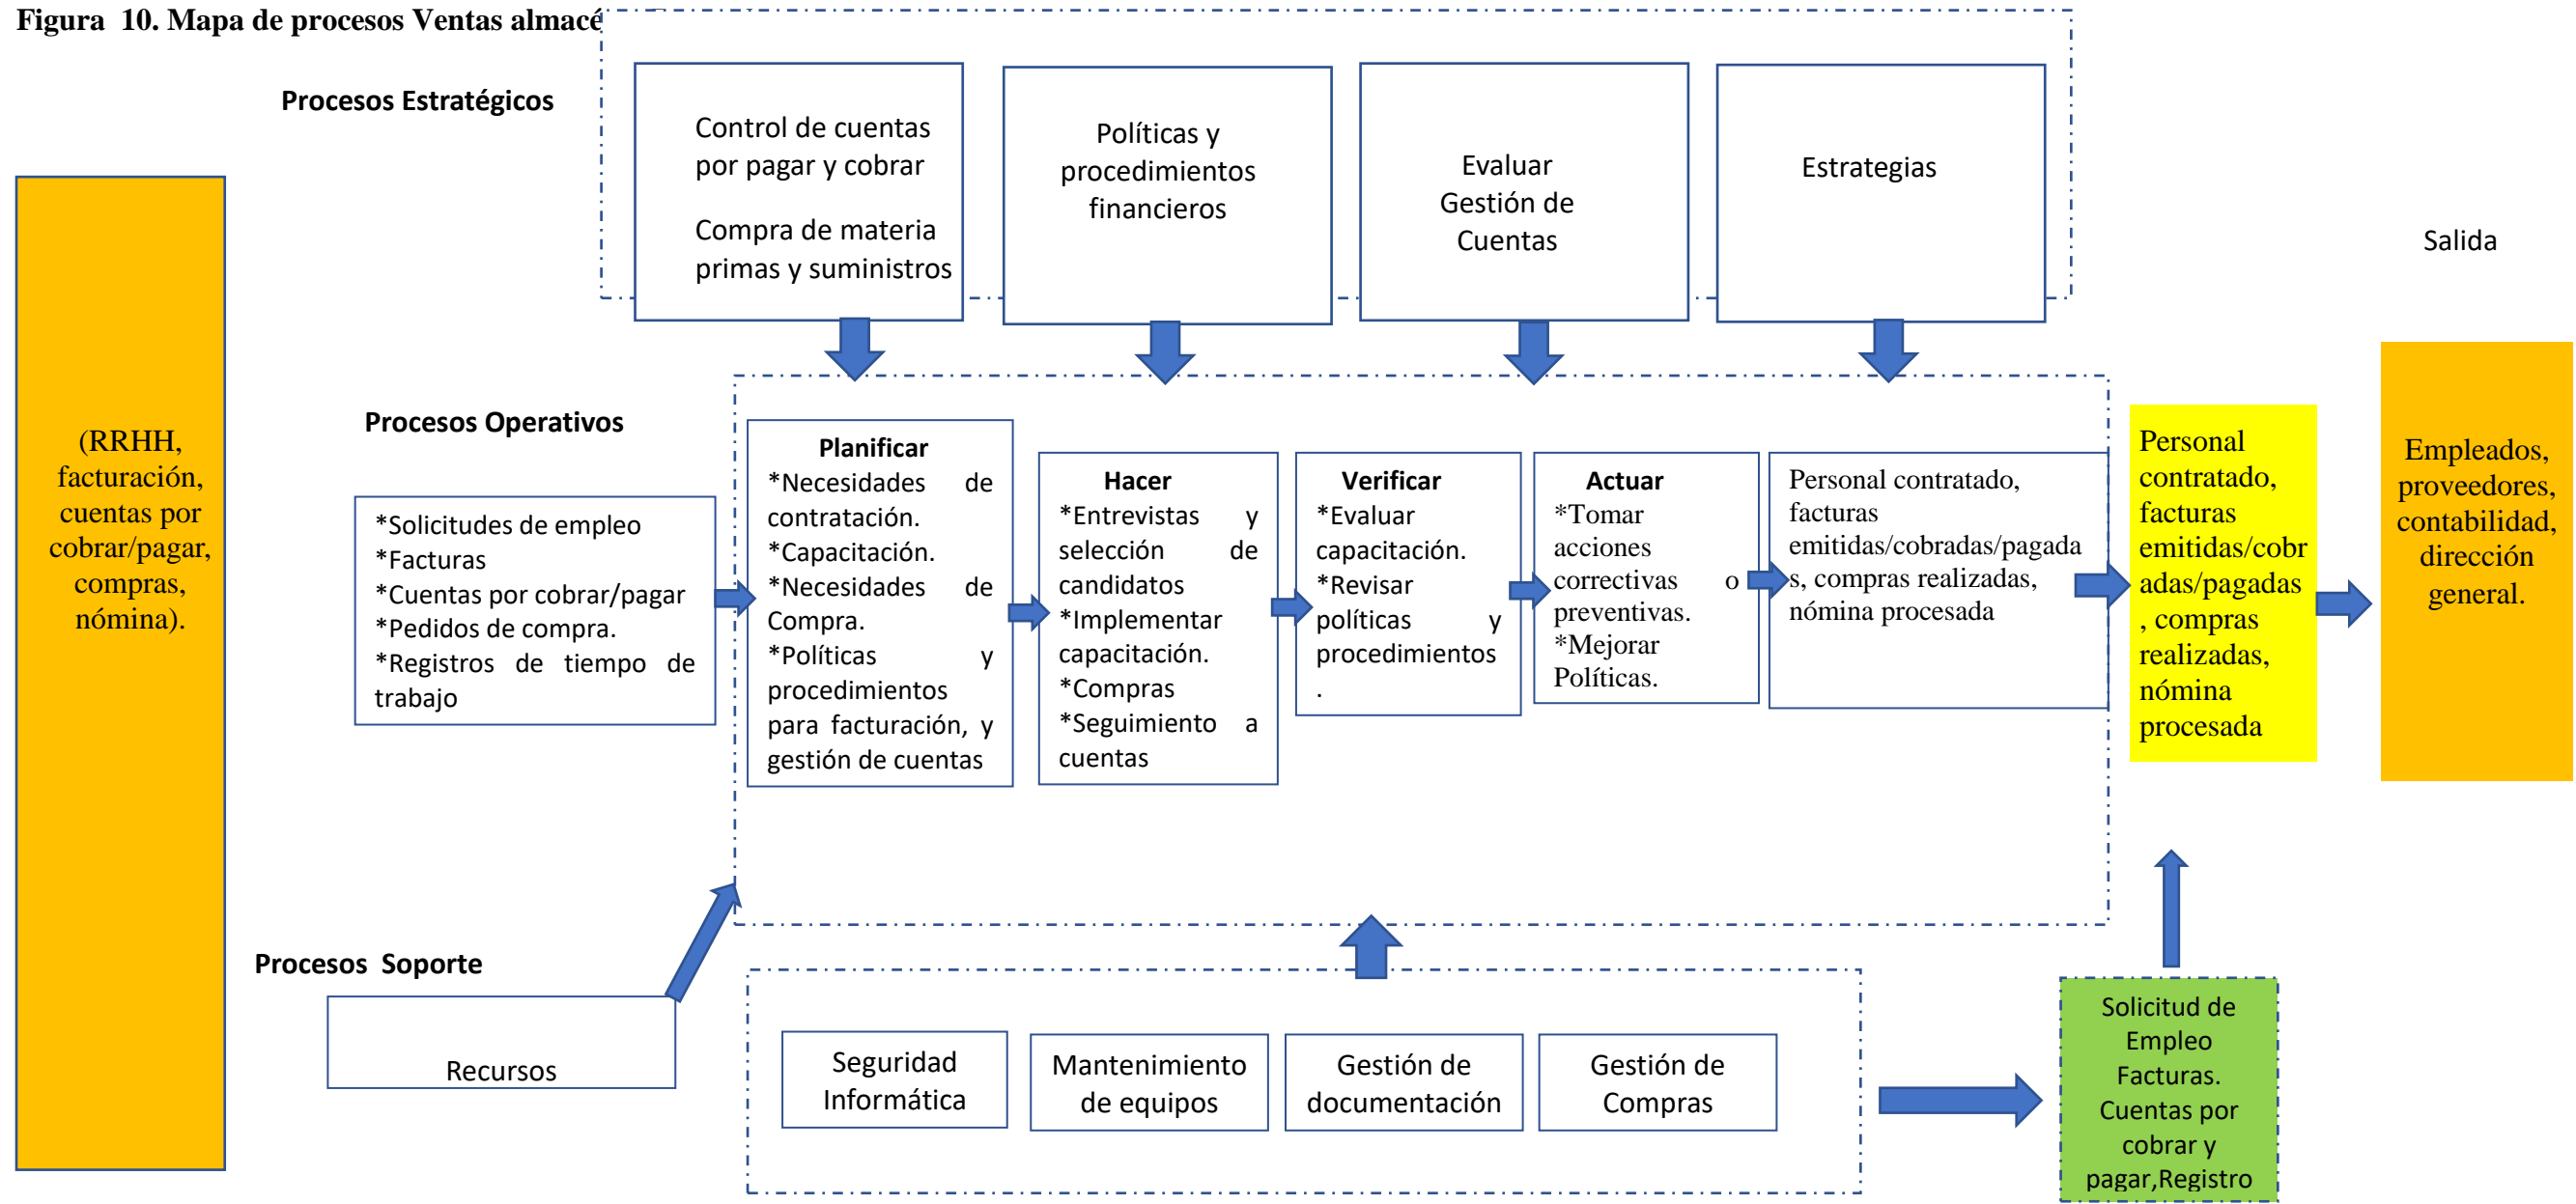 Figura 10. Mapa de procesos Ventas almacé
Procesos Estratégicos
Control de cuentas
por pagar y cobrar
Compra de materia
primas y suministros
Políticas y
procedimientos
financieros
Evaluar
Gestión de
Cuentas
Estrategias
Salida
(RRHH,
facturación,
cuentas por
cobrar/pagar,
compras,
nómina).
Procesos Operativos
*Solicitudes de empleo
*Facturas
*Cuentas por cobrar/pagar
*Pedidos de compra.
*Registros de tiempo de
trabajo
Planificar
*Necesidades de
contratación.
*Capacitación.
*Necesidades de
Compra.
*Políticas y
procedimientos
para facturación, y
gestión de cuentas
Hacer
*Entrevistas y
selección de
candidatos
*Implementar
capacitación.
*Compras
*Seguimiento a
cuentas
Verificar
*Evaluar
capacitación.
*Revisar
políticas y
procedimientos
.
Actuar
*Tomar
acciones
correctivas o
preventivas.
*Mejorar
Políticas.
Personal contratado,
facturas
emitidas/cobradas/pagada
s, compras realizadas,
nómina procesada
Personal
contratado,
facturas
emitidas/cobr
adas/pagadas
, compras
realizadas,
nómina
procesada
Empleados,
proveedores,
contabilidad,
dirección
general.
Procesos Soporte
Recursos
Seguridad
Informática
Mantenimiento
de equipos
Gestión de
documentación
Gestión de
Compras
Solicitud de
Empleo
Facturas.
Cuentas por
cobrar y
pagar,Registro